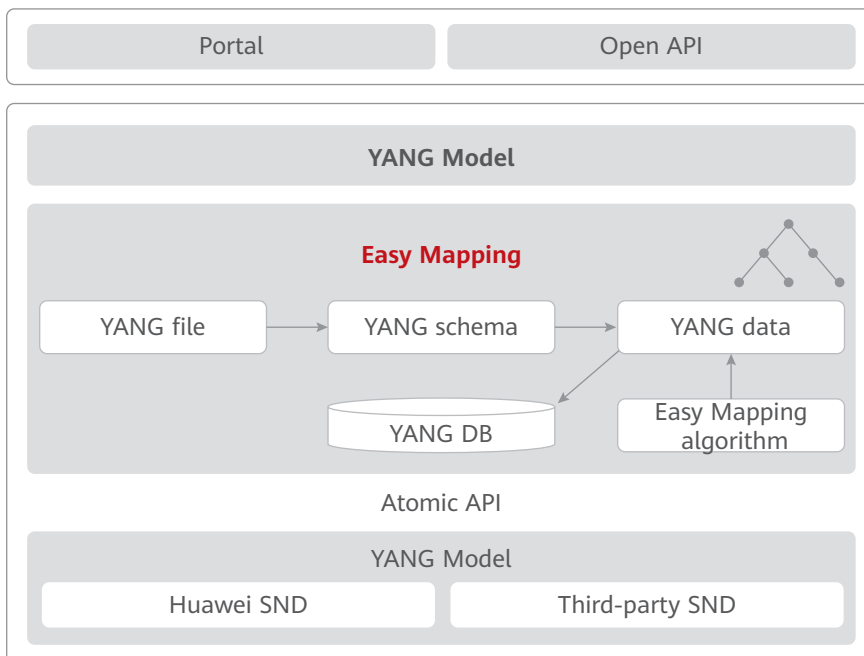 Portal
Open API
YANG Model
Easy Mapping
YANG file
YANG schema
YANG data
YANG DB
Easy Mapping
algorithm
Atomic API
YANG Model
Huawei SND
Third-party SND